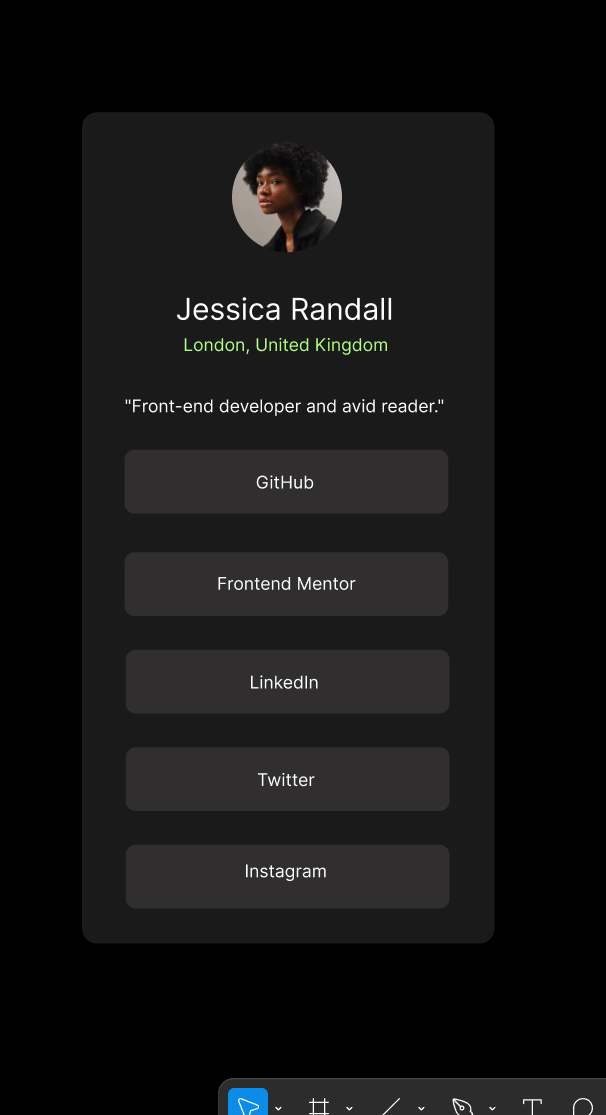 Jessica Randall
London, United Kingdom
"Front-end developer and avid reader."
GitHub
Frontend Mentor
LinkedIn
Twitter
Instagram